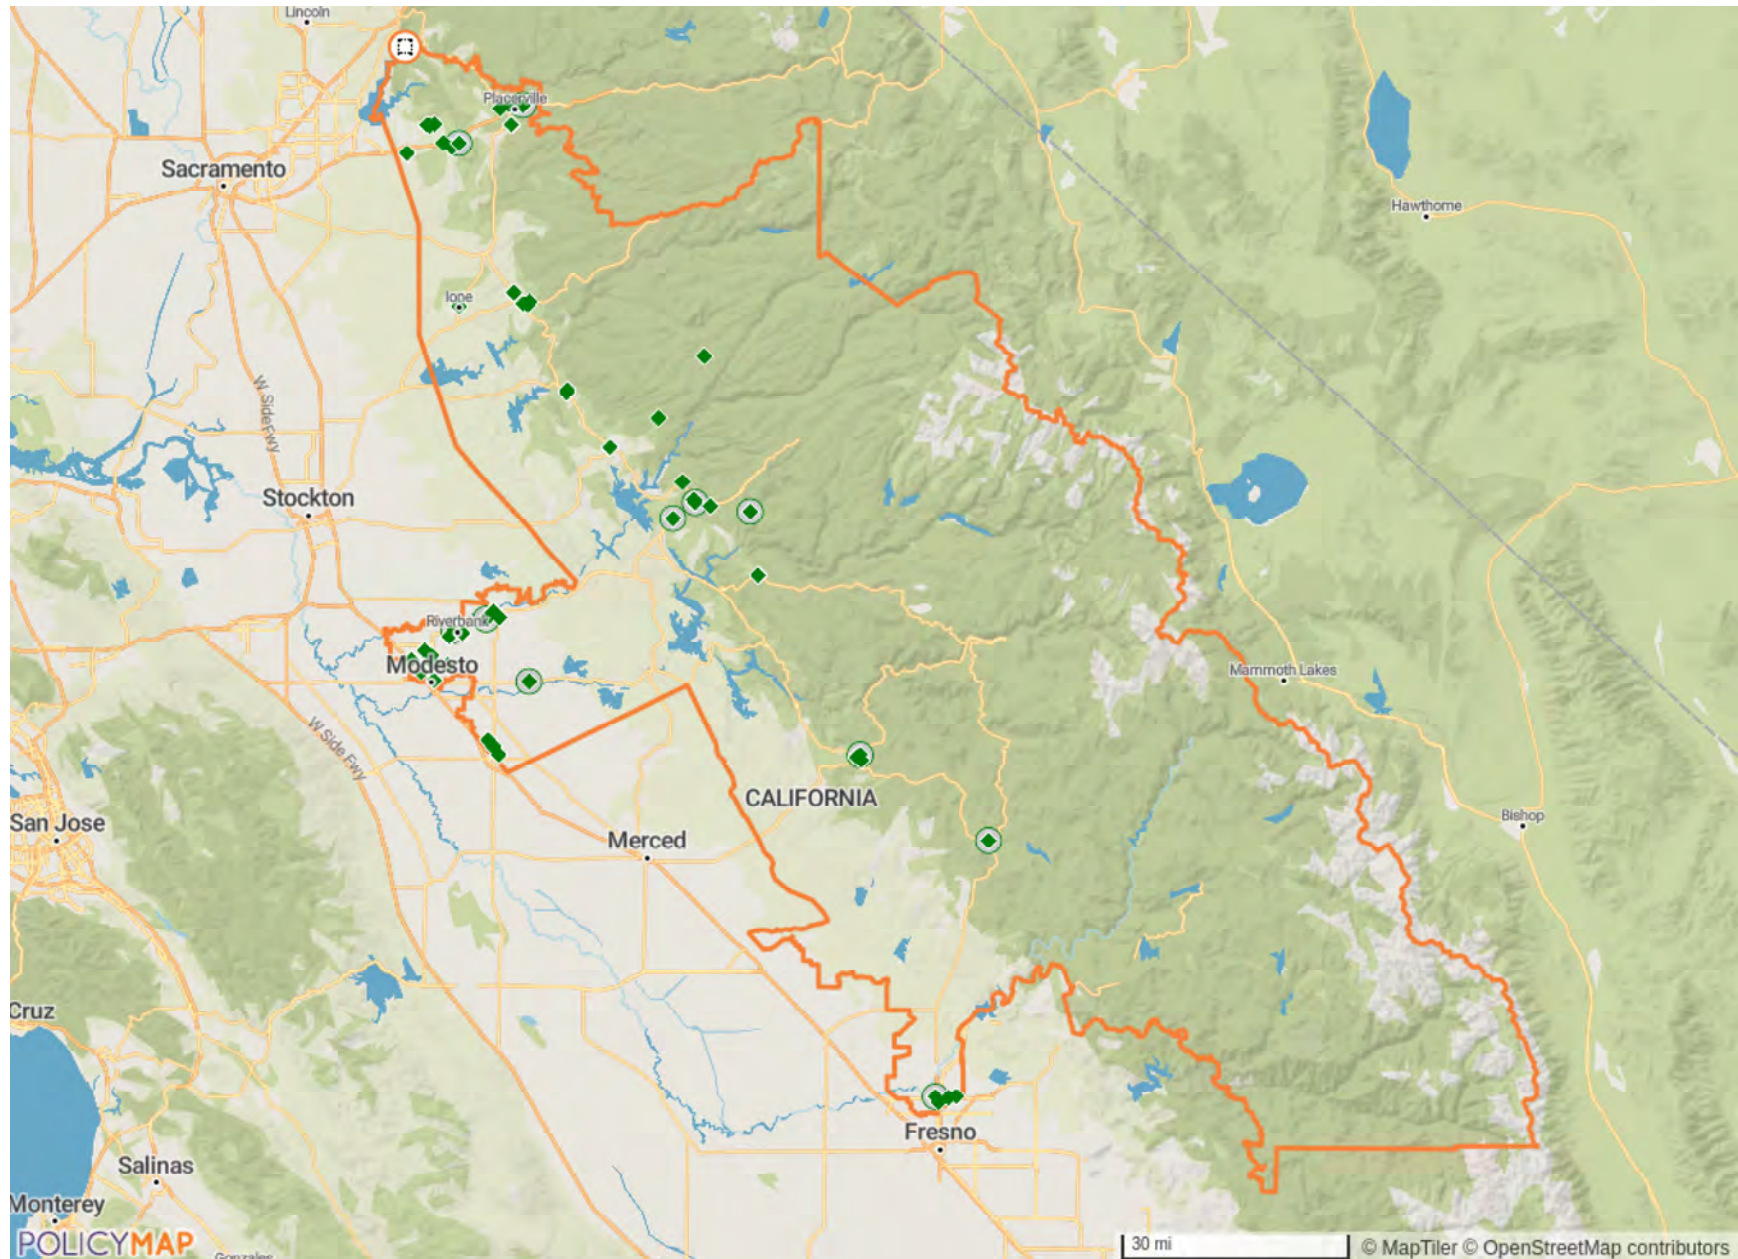 Lincoln
Placerville
Sacramento
Hawthorne
Ione
W Side Fwy
Stockton
Riverbank
Modesto
Mammoth Lakes
W Side Fwy
CALIFORNIA
San Jose
Bishop
Merced
Cruz
Fresno
Salinas
Monterey
POLICYMAP
Gonzales
30 mi
© MapTiler © OpenStreetMap contributors